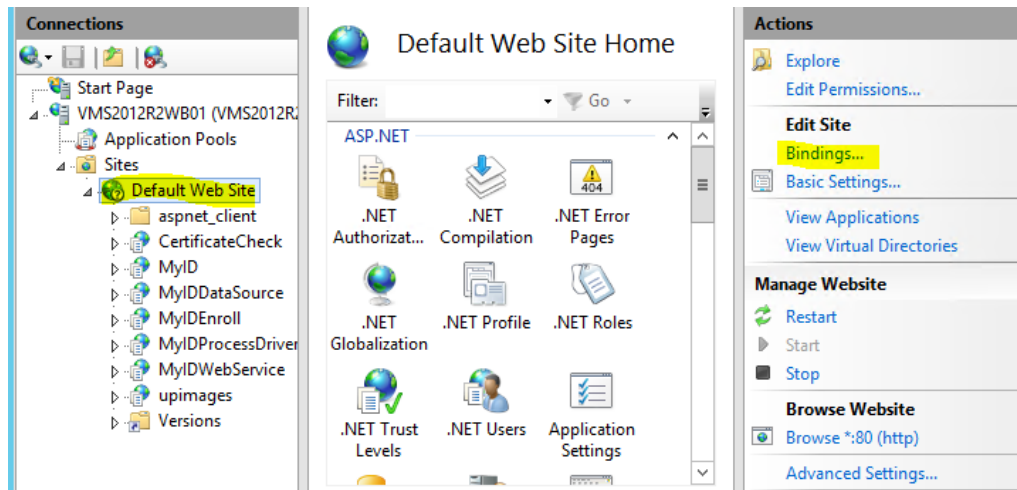 Connections
Start Page
VMS2012R2WB01 (VMS2012R2
Application Pools
Sites
Default Web Site
aspnet_client
CertificateCheck
MyID
MyIDDataSource
MyIDEnroll
MyIDProcessDriver
MyIDWebService
upimages
Versions
Default Web Site Home
Filter:
Go
ASP.NET
.NET
Authorizat...
.NET
Compilation
404
.NET Error
Pages
.NET
Globalization
.NET Profile
.NET Roles
.NET Trust
Levels
.NET Users
Application
Settings
Actions
Explore
Edit Permissions...
Edit Site
Bindings...
Basic Settings...
View Applications
View Virtual Directories
Manage Website
Restart
Start
Stop
Browse Website
Browse *:80 (http)
Advanced Settings...